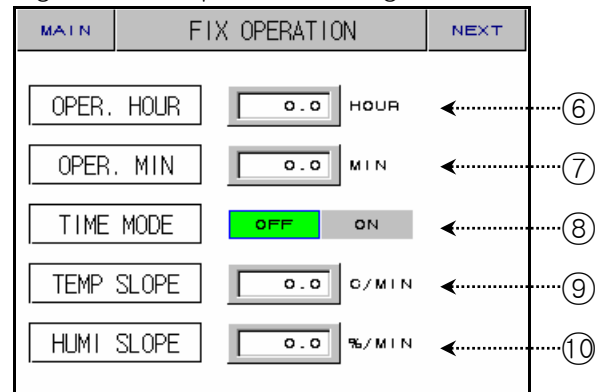 MAIN FIX OPERATION NEXT
OPER. HOUR 0.0 HOUR ⑥
OPER. MIN 0.0 MIN ⑦
TIME MODE OFF ON ⑧
TEMP SLOPE 0.0 C/MIN ⑨
HUMI SLOPE 0.0 %/MIN ⑩